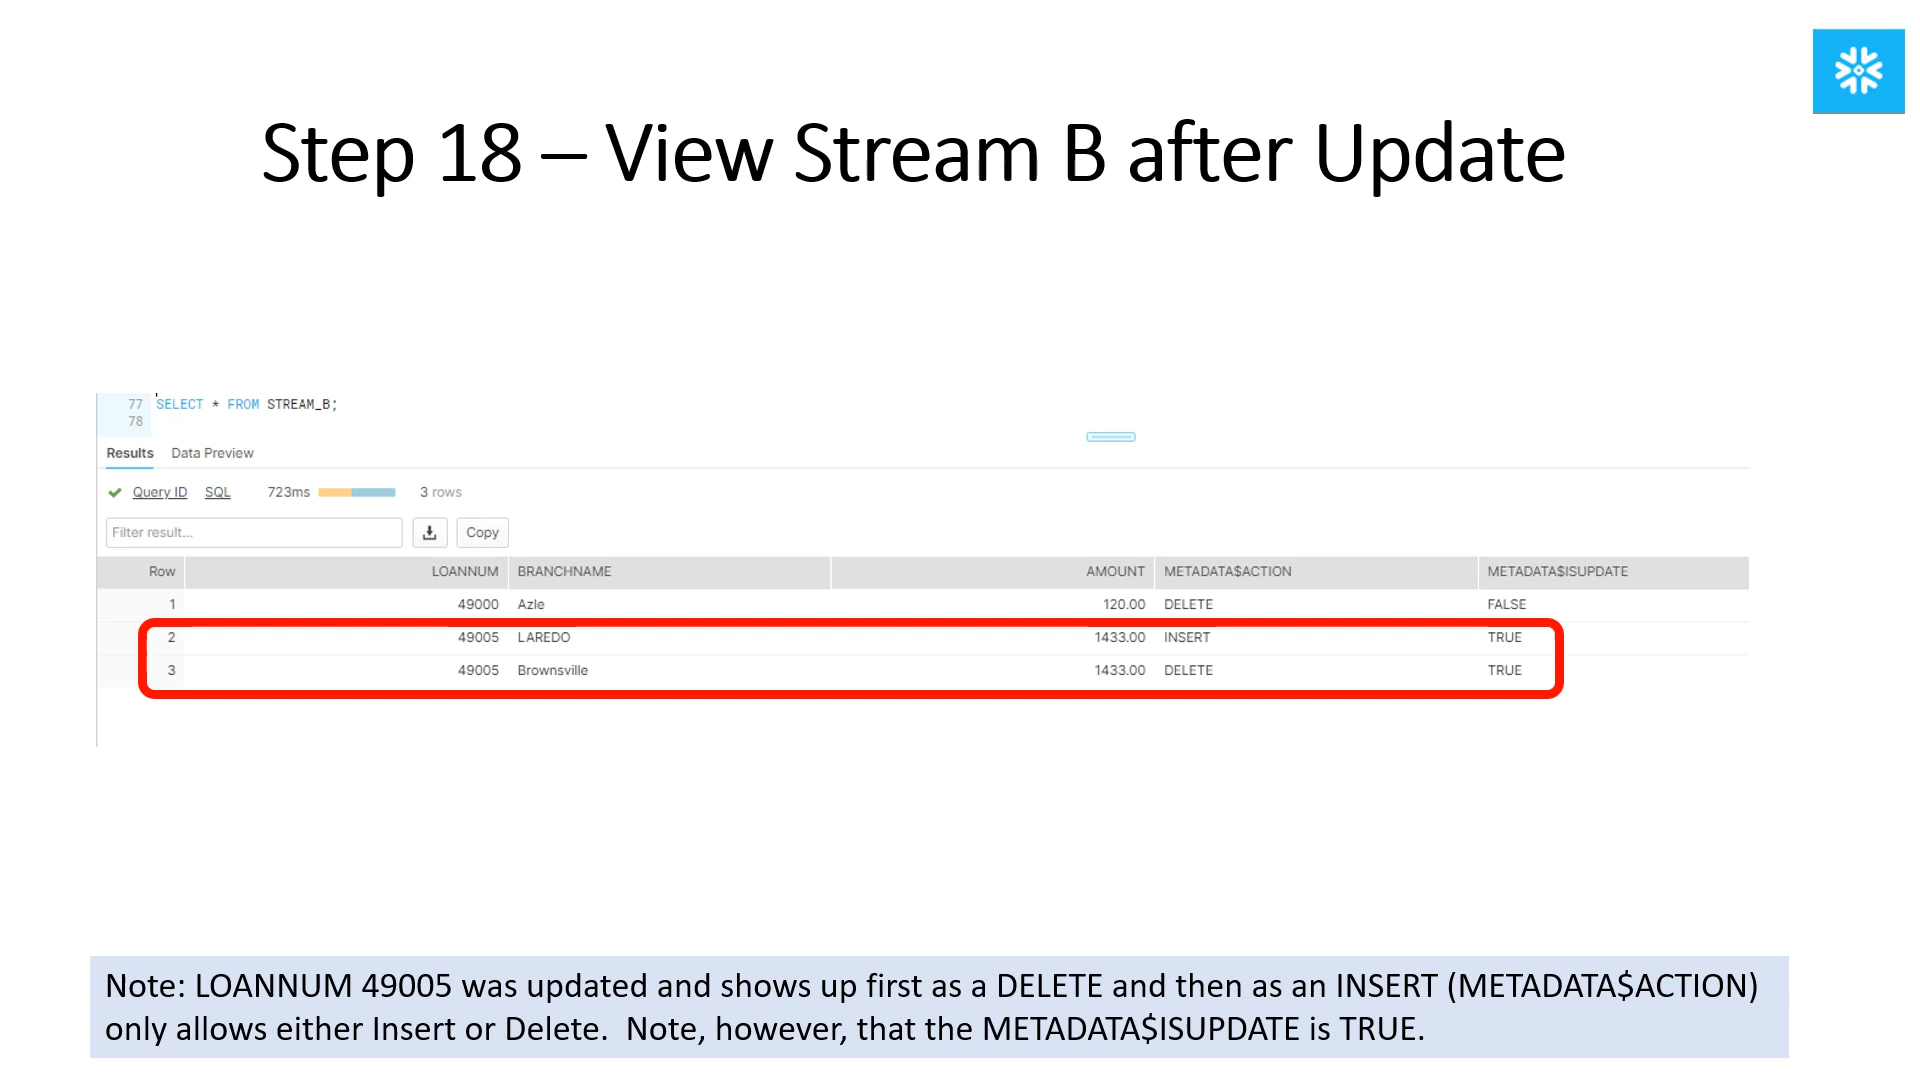 Step 18 – View Stream B after Update
77 SELECT * FROM STREAM_B;
78
Results Data Preview
Query ID SQL 723ms 3 rows
Filter result... Copy
Row LOANNUM BRANCHNAME AMOUNT METADATA$ACTION METADATA$ISUPDATE
1 49000 Azle 120.00 DELETE FALSE
2 49005 LAREDO 1433.00 INSERT TRUE
3 49005 Brownsville 1433.00 DELETE TRUE
Note: LOANNUM 49005 was updated and shows up first as a DELETE and then as an INSERT (METADATA$ACTION)
only allows either Insert or Delete.  Note, however, that the METADATA$ISUPDATE is TRUE.